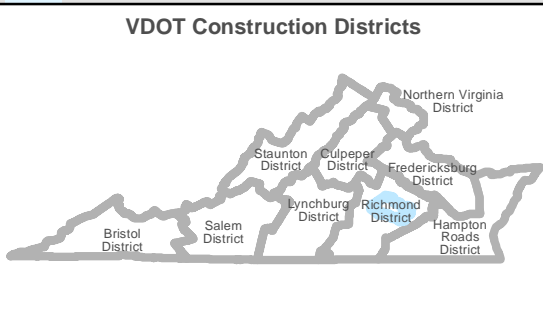 VDOT Construction Districts
Northern Virginia
District
Staunton
District
Culpeper
District
Fredericksburg
District
Lynchburg
District
Richmond
District
Bristol
District
Salem
District
Hampton
Roads
District